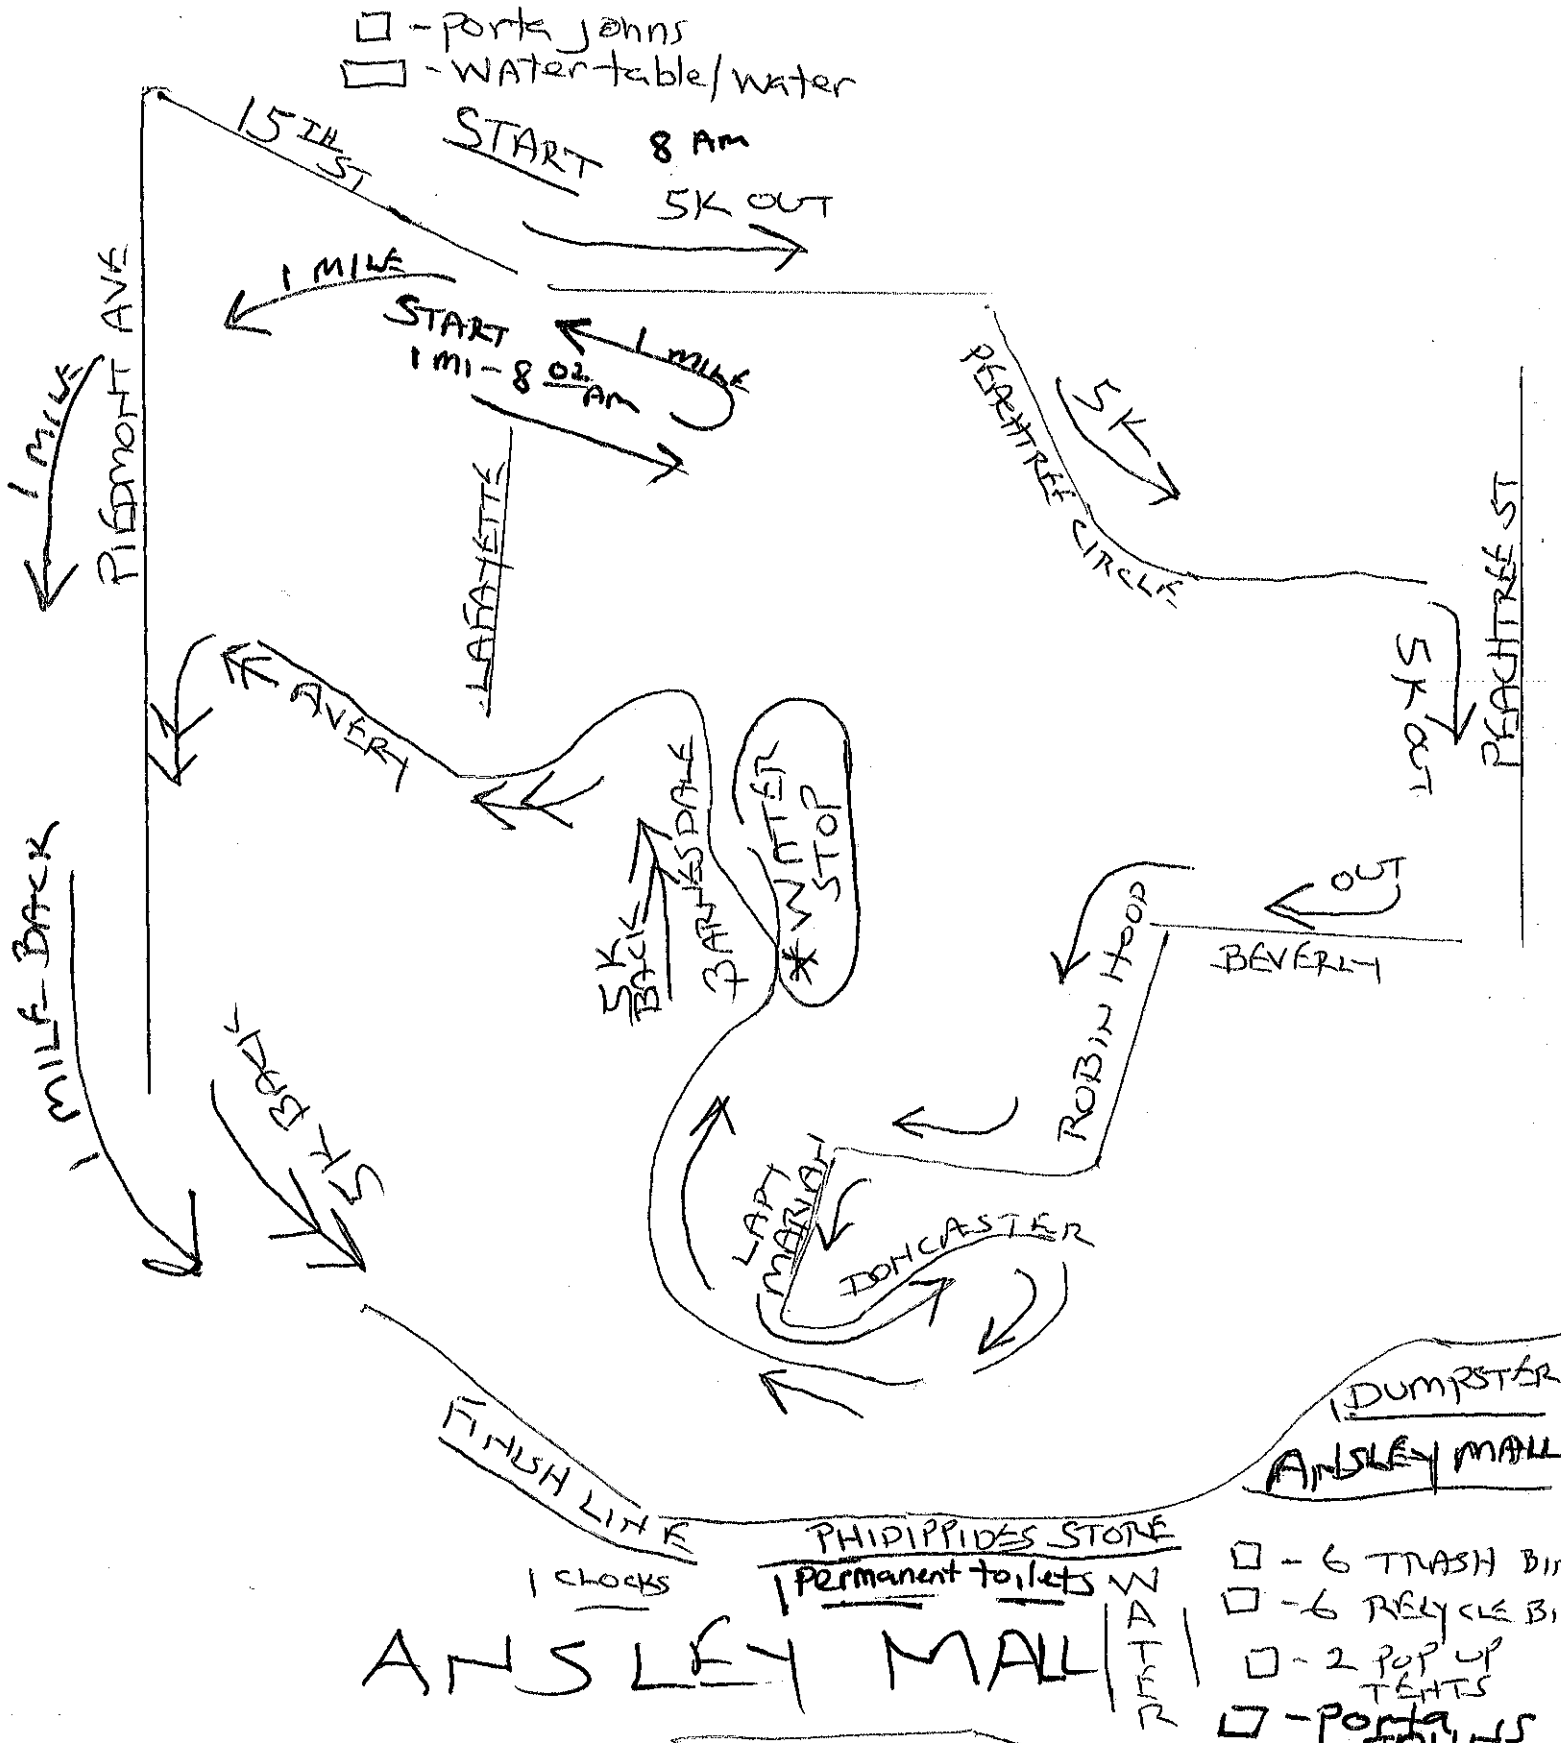 - Porta Johns
- WATER table/water
15TH ST
START 8 AM
5K OUT
1 MILE
START
1 MI - 8 02 AM
1 MILE
1 MILE
PIEDMONT AVE
PEACHTREE CIRCLE
5K
LAFAYETTE
PEACHTREE ST
5K OUT
AVERY
BARNESDALE
* WATER STOP
5K BACK
OUT
BEVERLY
ROBIN HOOD
1 MILE BACK
5K BACK
LADY MARIAN
DONCASTER
FINISH LINE
1 DUMPSTER
ANSLEY MALL
PHIDIPPIDES STORE
1 CLOCKS
1 Permanent toilets
WATER
ANSLEY MALL
- 6 TRASH BI
- 6 RELYCLE BI
- 2 POP UP TENTS
- Porta